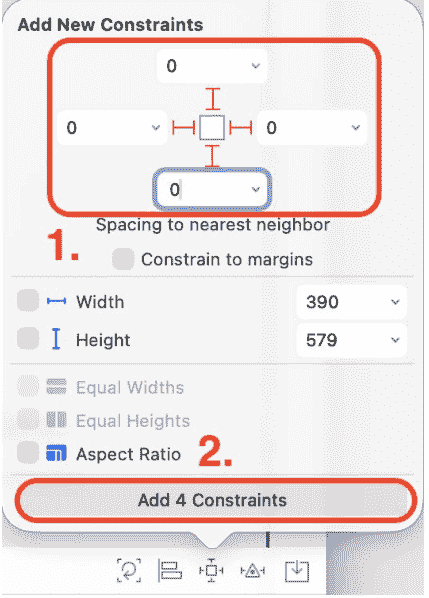 Add New Constraints
0
0
0
0
Spacing to nearest neighbor
1.
Constrain to margins
Width
390
Height
579
Equal Widths
Equal Heights
Aspect Ratio
2.
Add 4 Constraints